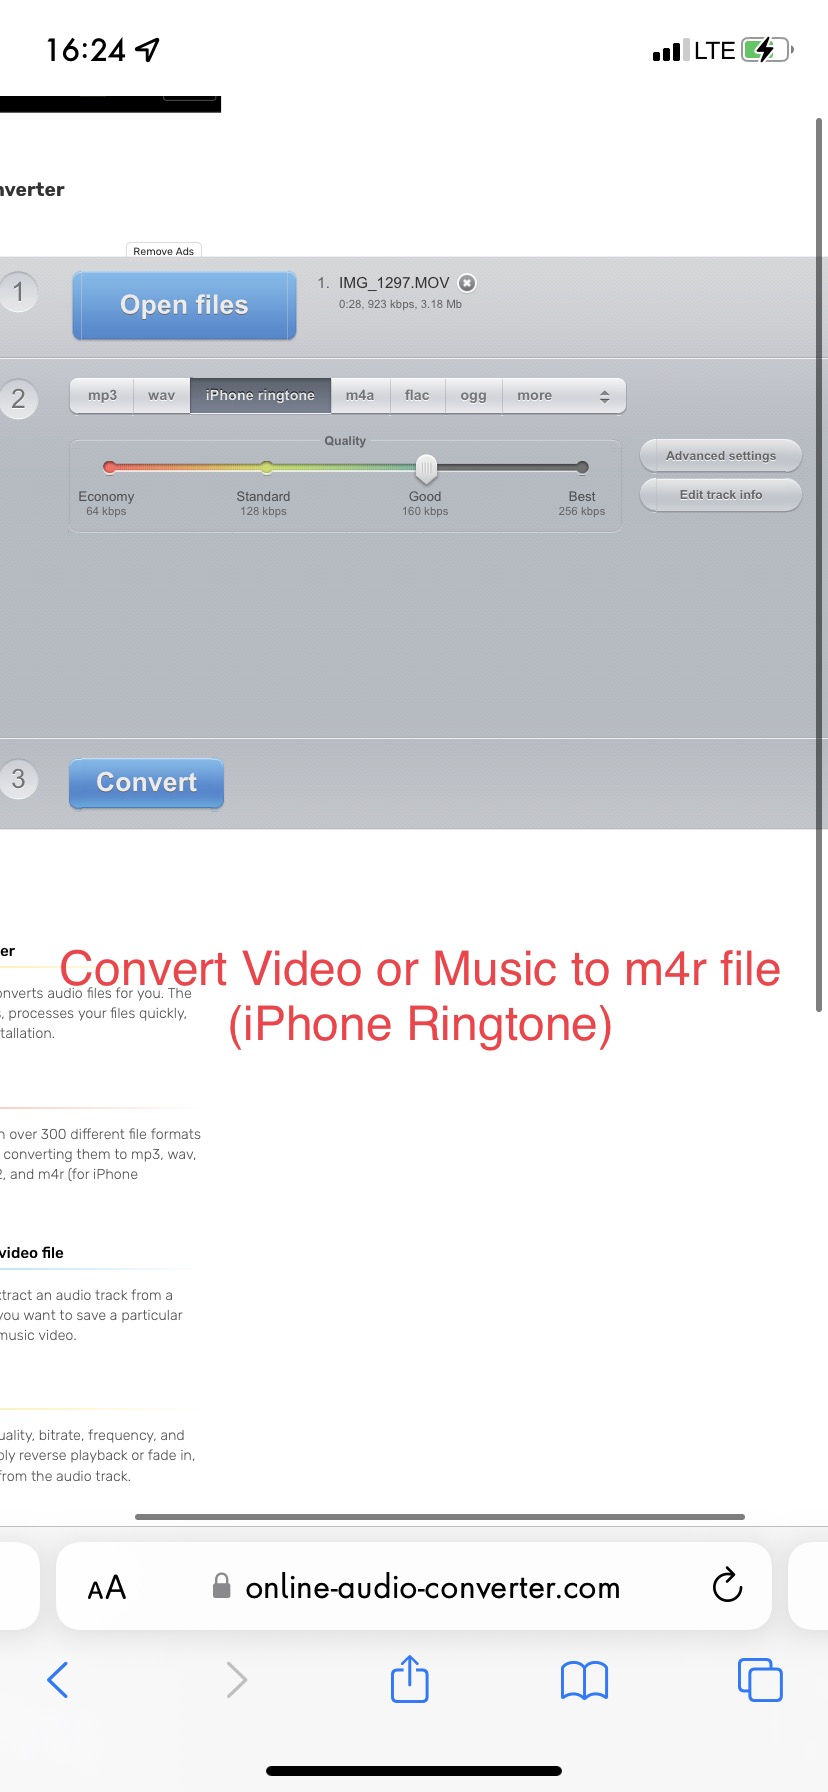 16:24
LTE
nverter
Remove Ads
1
Open files
1. IMG_1297.MOV
0:28, 923 kbps, 3.18 Mb
2
mp3 wav iPhone ringtone m4a flac ogg more
Quality
Economy Standard Good Best
64 kbps 128 kbps 160 kbps 256 kbps
Advanced settings
Edit track info
3
Convert
er
Convert Video or Music to m4r file
(iPhone Ringtone)
onverts audio files for you. The
, processes your files quickly,
tallation.
n over 300 different file formats
converting them to mp3, wav,
2, and m4r (for iPhone
video file
tract an audio track from a
you want to save a particular
music video.
uality, bitrate, frequency, and
ply reverse playback or fade in,
from the audio track.
AA
online-audio-converter.com